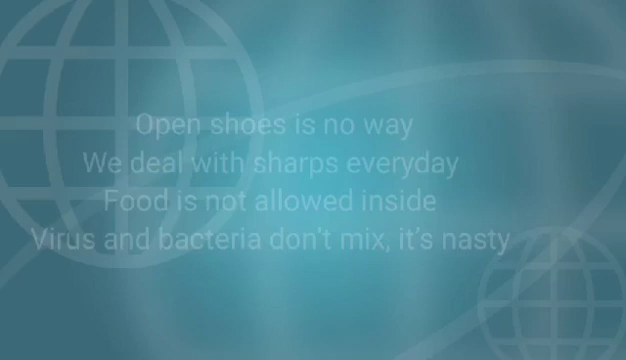 Open shoes is no way
We deal with sharps everyday
Food is not allowed inside
Virus and bacteria don't mix, it's nasty